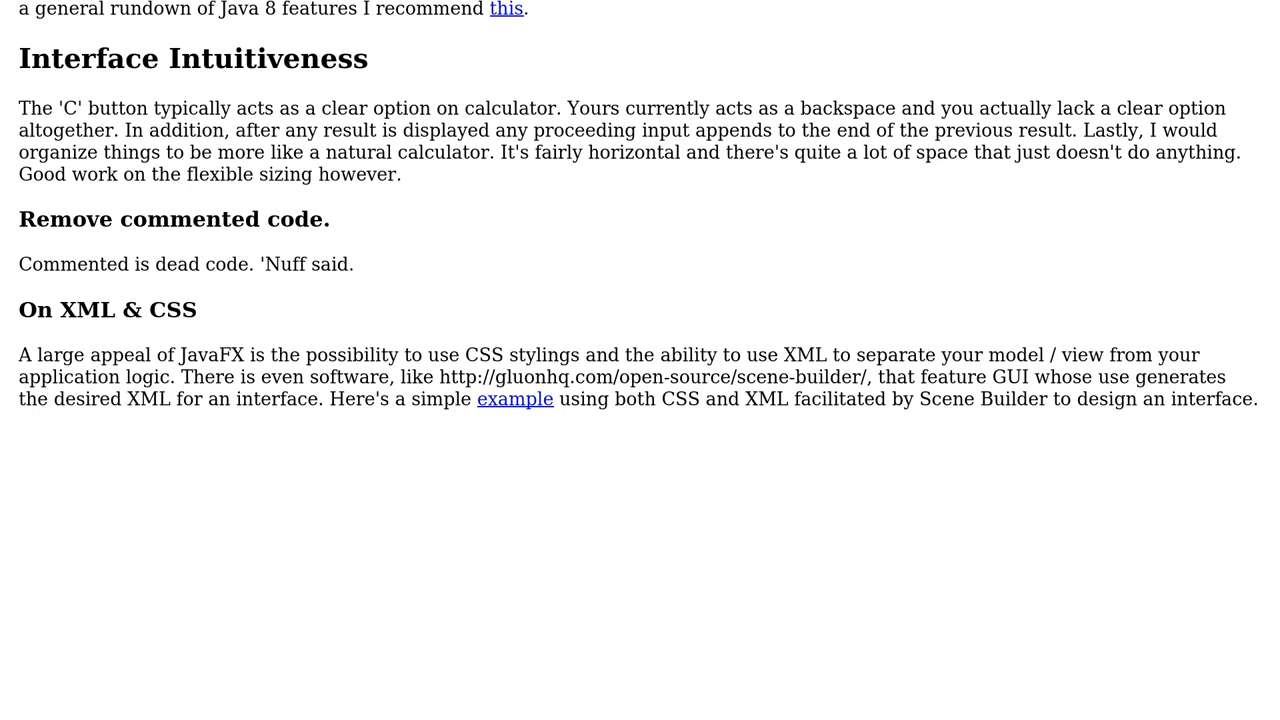 a general rundown of Java 8 features I recommend this.
Interface Intuitiveness
The 'C' button typically acts as a clear option on calculator. Yours currently acts as a backspace and you actually lack a clear option
altogether. In addition, after any result is displayed any proceeding input appends to the end of the previous result. Lastly, I would
organize things to be more like a natural calculator. It's fairly horizontal and there's quite a lot of space that just doesn't do anything.
Good work on the flexible sizing however.
Remove commented code.
Commented is dead code. 'Nuff said.
On XML & CSS
A large appeal of JavaFX is the possibility to use CSS stylings and the ability to use XML to separate your model / view from your
application logic. There is even software, like http://gluonhq.com/open-source/scene-builder/, that feature GUI whose use generates
the desired XML for an interface. Here's a simple example using both CSS and XML facilitated by Scene Builder to design an interface.